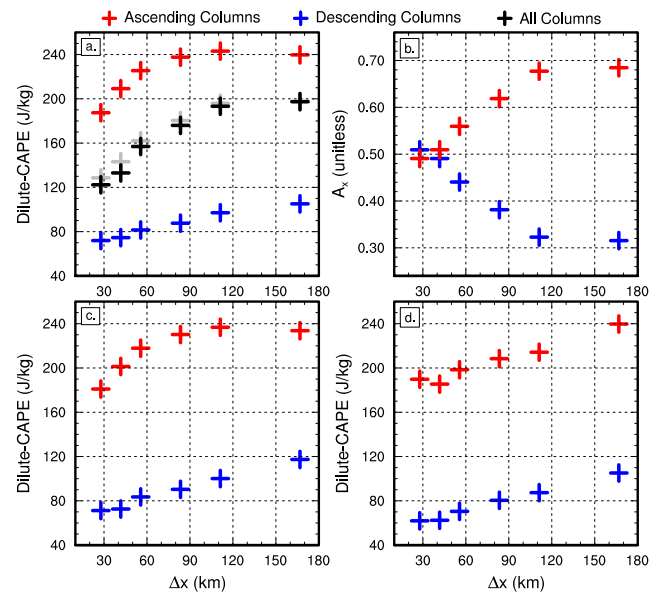 Ascending Columns Descending Columns All Columns
a.
Dilute-CAPE (J/kg)
240
200
160
120
80
40
30 60 90 120 150 180
b.
A_x (unitless)
0.70
0.60
0.50
0.40
0.30
30 60 90 120 150 180
c.
Dilute-CAPE (J/kg)
240
200
160
120
80
40
30 60 90 120 150 180
Δx (km)
d.
Dilute-CAPE (J/kg)
240
200
160
120
80
40
30 60 90 120 150 180
Δx (km)